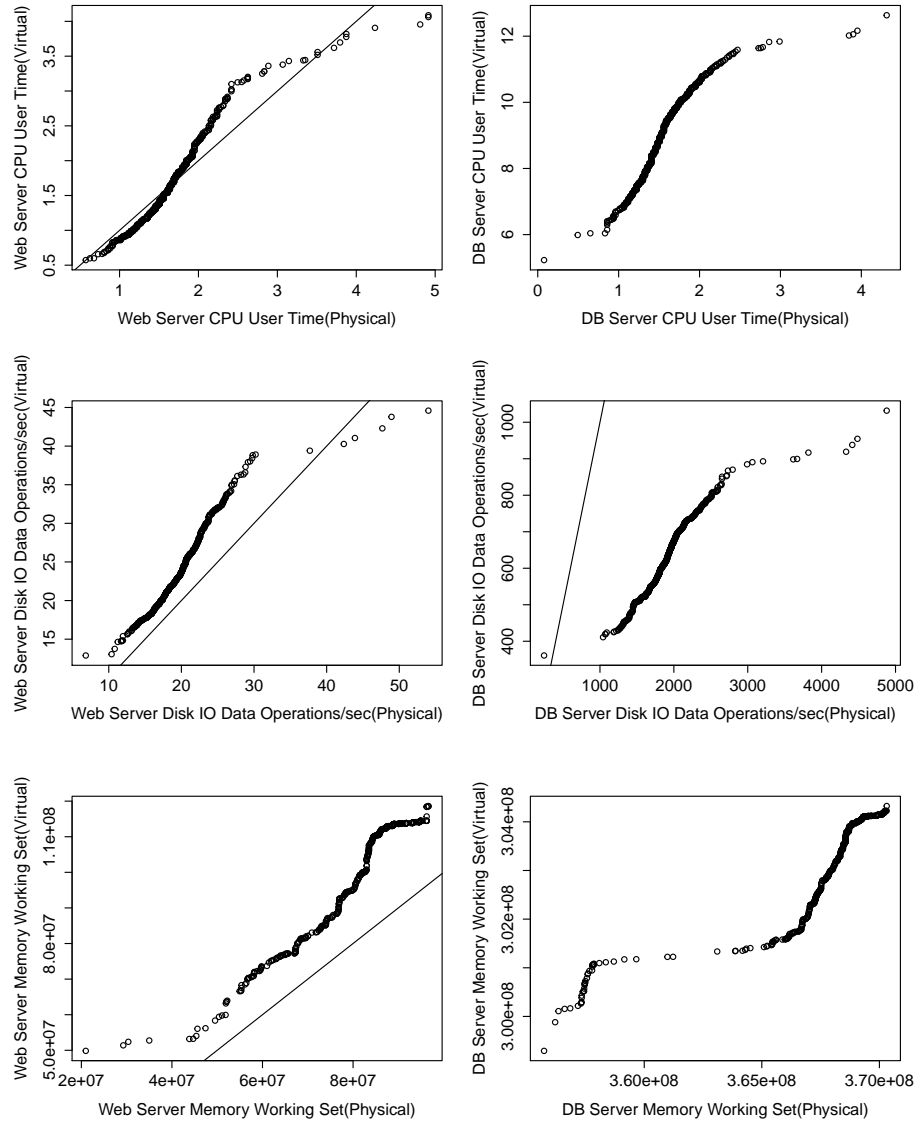 Web Server CPU User Time(Virtual)
0.5 1.5 2.5 3.5
1 2 3 4 5
Web Server CPU User Time(Physical)
DB Server CPU User Time(Virtual)
6 8 10 12
0 1 2 3 4
DB Server CPU User Time(Physical)
Web Server Disk IO Data Operations/sec(Virtual)
15 20 25 30 35 40 45
10 20 30 40 50
Web Server Disk IO Data Operations/sec(Physical)
DB Server Disk IO Data Operations/sec(Virtual)
400 600 800 1000
1000 2000 3000 4000 5000
DB Server Disk IO Data Operations/sec(Physical)
Web Server Memory Working Set(Virtual)
5.0e+07 8.0e+07 1.1e+08
2e+07 4e+07 6e+07 8e+07
Web Server Memory Working Set(Physical)
DB Server Memory Working Set(Virtual)
3.00e+08 3.02e+08 3.04e+08
3.60e+08 3.65e+08 3.70e+08
DB Server Memory Working Set(Physical)